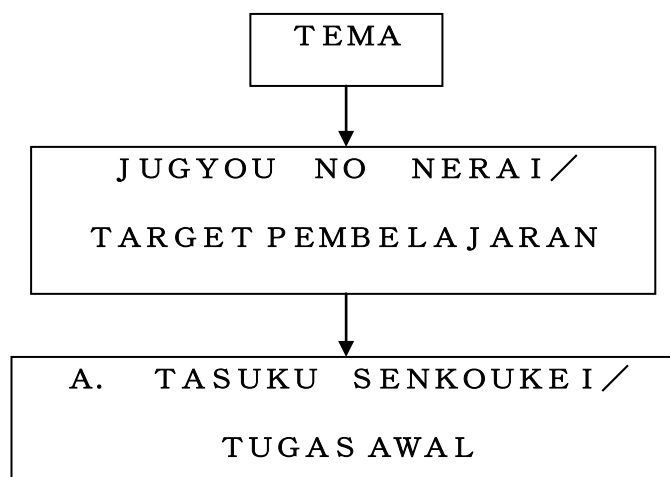 TEMA
JUGYOU NO NERAI／
TARGET PEMBELAJARAN
A. TASUKU SENKOUKEI／
TUGAS AWAL